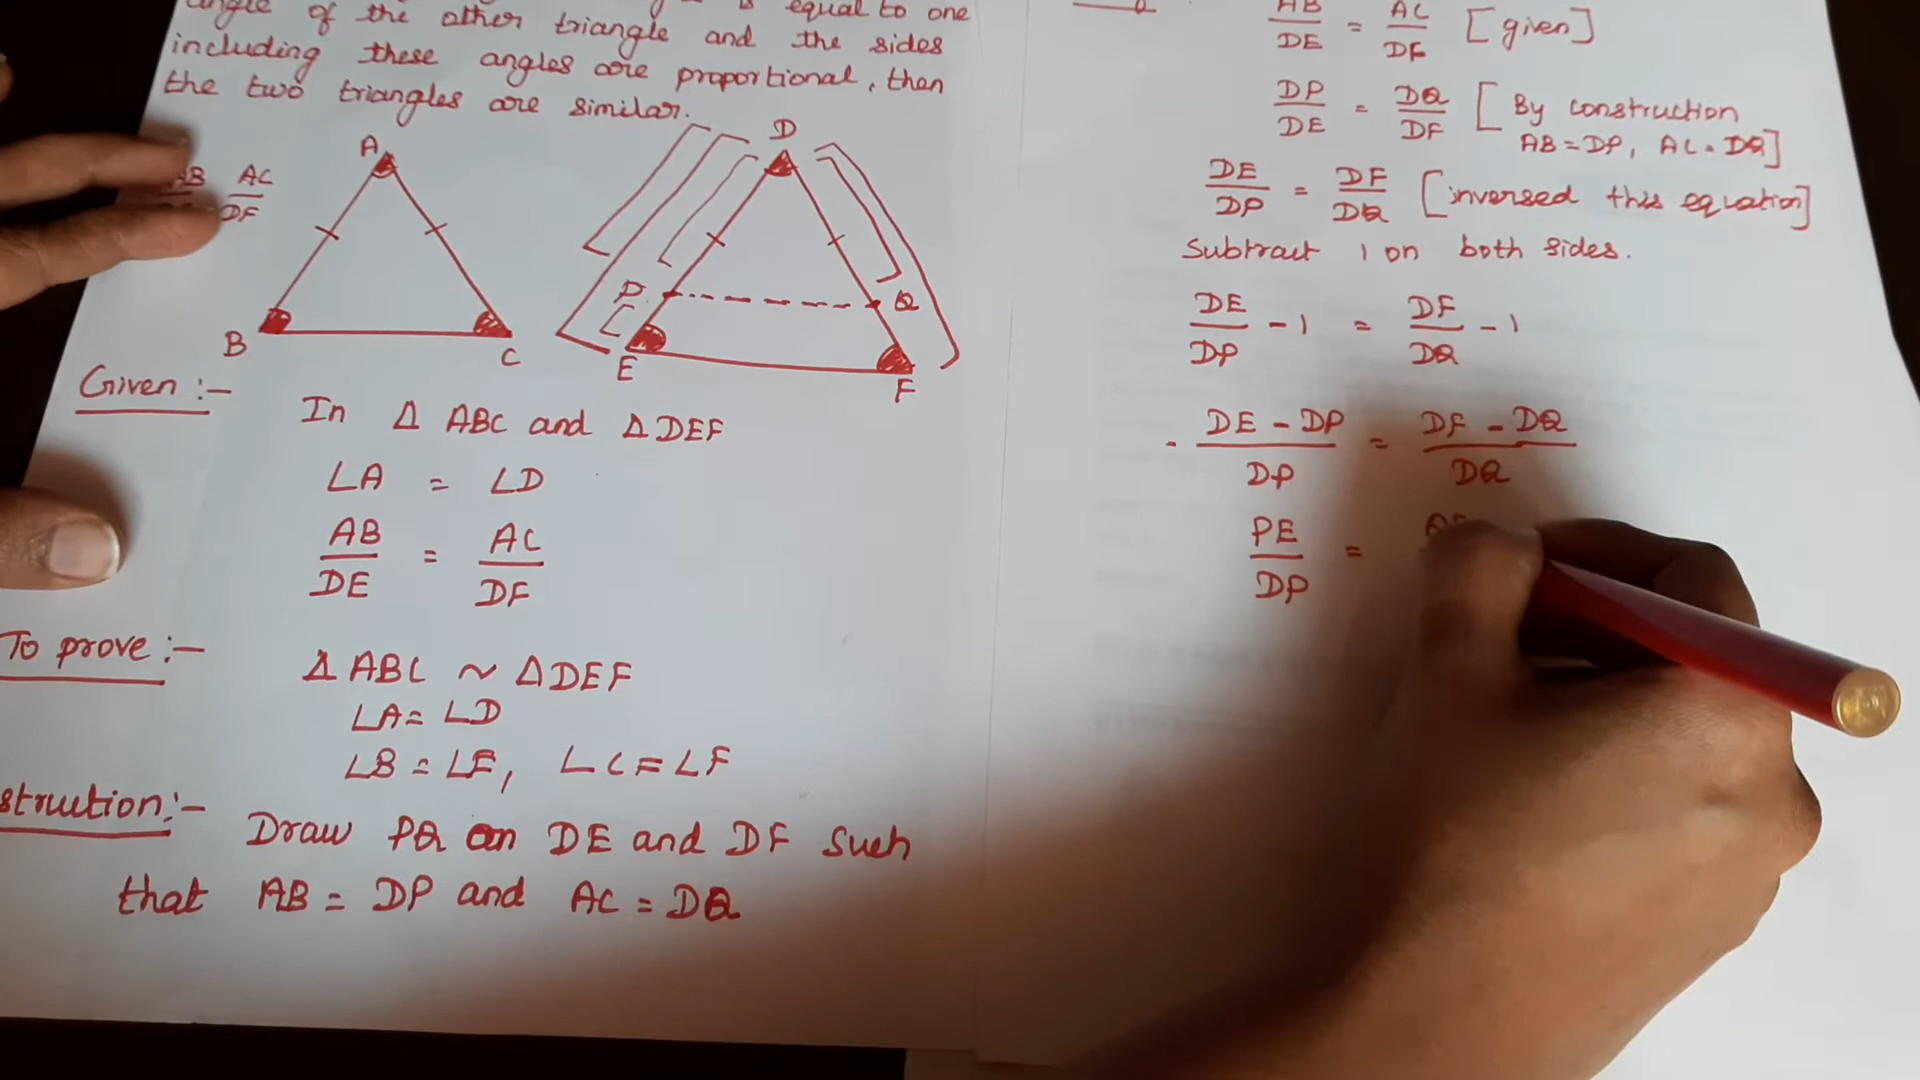 angle of the other triangle and the sides
including these angles are proportional, then
the two triangles are similar.
AB AC
DF
A
B
C
D
P
Q
E
F
Given :-
In Δ ABC and Δ DEF
∠A = ∠D
AB/DE = AC/DF
To prove :-
Δ ABC ~ Δ DEF
∠A = ∠D
∠B = ∠E, ∠C = ∠F
struction :-
Draw PQ on DE and DF such
that AB = DP and AC = DQ
AB/DE = AC/DF [given]
DP/DE = DQ/DF [By construction
AB = DP, AC = DQ]
DE/DP = DF/DQ [inversed this equation]
Subtract 1 on both sides.
DE/DP - 1 = DF/DQ - 1
DE - DP/DP = DF - DQ/DQ
PE/DP =